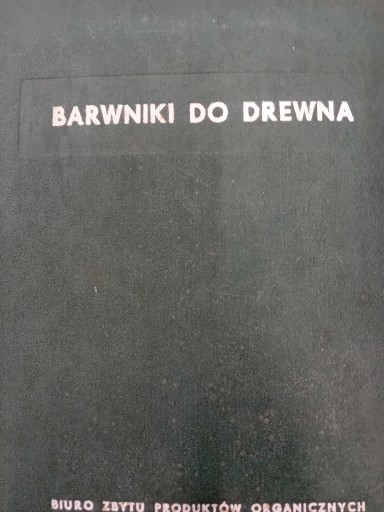 BARWNIKI DO DREWNA
BIURO ZBYTU PRODUKTÓW ORGANICZNYCH